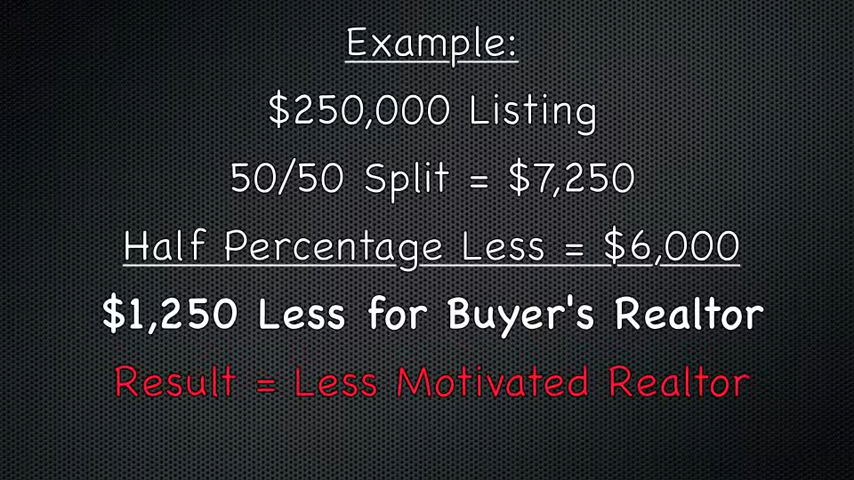 Example:
$250,000 Listing
50/50 Split = $7,250
Half Percentage Less = $6,000
$1,250 Less for Buyer's Realtor
Result = Less Motivated Realtor